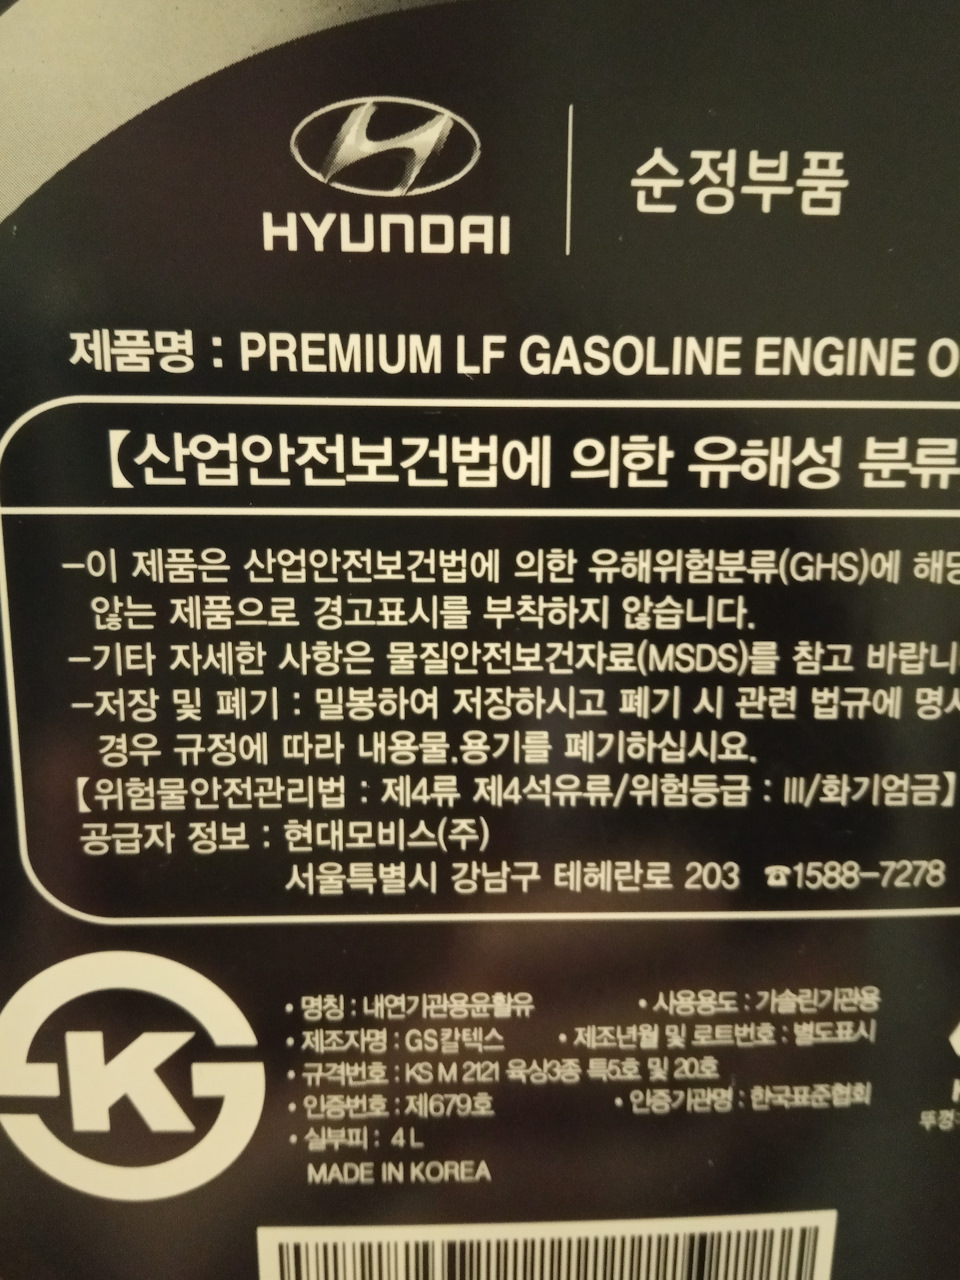 HYUNDAI
순정부품
제품명 : PREMIUM LF GASOLINE ENGINE
【산업안전보건법에 의한 유해성 분류
-이 제품은 산업안전보건법에 의한 유해위험분류(GHS)에
않는 제품으로 경고표시를 부착하지 않습니다.
-기타 자세한 사항은 물질안전보건자료(MSDS)를 참고
-저장 및 폐기 : 밀봉하여 저장하시고 폐기 시 관련 법규에
경우 규정에 따라 내용물.용기를 폐기하십시요.
【위험물안전관리법 : 제4류 제4석유류/위험등급 : III/화기엄금】
공급자 정보 : 현대모비스(주)
서울특별시 강남구 테헤란로 203 ☎1588-7278
K
• 명칭 : 내연기관용윤활유 • 사용용도 : 가솔린기관용
• 제조자명 : GS칼텍스 • 제조년월 및 로트번호 : 별도표시
• 규격번호 : KS M 2121 육상3종 특5호 및 20호
• 인증번호 : 제679호 • 인증기관명 : 한국표준협회
• 실부피 : 4 L
MADE IN KOREA